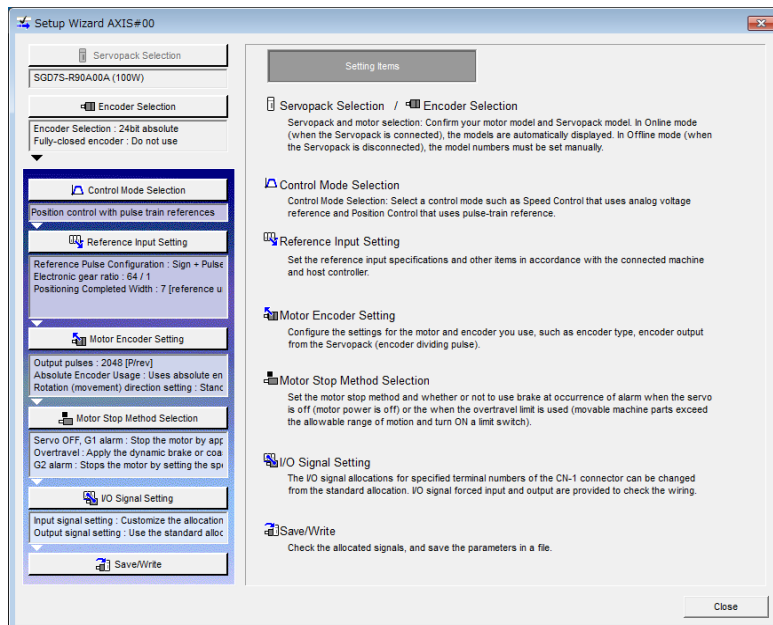 Setup Wizard AXIS#00
Servopack Selection
SGD7S-R90A00A (100W)
Encoder Selection
Encoder Selection : 24bit absolute
Fully-closed encoder : Do not use
Control Mode Selection
Position control with pulse train references
Reference Input Setting
Reference Pulse Configuration : Sign + Pulse
Electronic gear ratio : 64 / 1
Positioning Completed Width : 7 [reference u
Motor Encoder Setting
Output pulses : 2048 [P/rev]
Absolute Encoder Usage : Uses absolute en
Rotation (movement) direction setting : Stanc
Motor Stop Method Selection
Servo OFF, G1 alarm : Stop the motor by app
Overtravel : Apply the dynamic brake or coa
G2 alarm : Stops the motor by setting the spe
I/O Signal Setting
Input signal setting : Customize the allocation
Output signal setting : Use the standard alloc
Save/Write
Setting Items
Servopack Selection / Encoder Selection
Servopack and motor selection: Confirm your motor model and Servopack model. In Online mode
(when the Servopack is connected), the models are automatically displayed. In Offline mode (when
the Servopack is disconnected), the model numbers must be set manually.
Control Mode Selection
Control Mode Selection: Select a control mode such as Speed Control that uses analog voltage
reference and Position Control that uses pulse-train reference.
Reference Input Setting
Set the reference input specifications and other items in accordance with the connected machine
and host controller.
Motor Encoder Setting
Configure the settings for the motor and encoder you use, such as encoder type, encoder output
from the Servopack (encoder dividing pulse).
Motor Stop Method Selection
Set the motor stop method and whether or not to use brake at occurrence of alarm when the servo
is off (motor power is off) or the when the overtravel limit is used (movable machine parts exceed
the allowable range of motion and turn ON a limit switch).
I/O Signal Setting
The I/O signal allocations for specified terminal numbers of the CN-1 connector can be changed
from the standard allocation. I/O signal forced input and output are provided to check the wiring.
Save/Write
Check the allocated signals, and save the parameters in a file.
Close